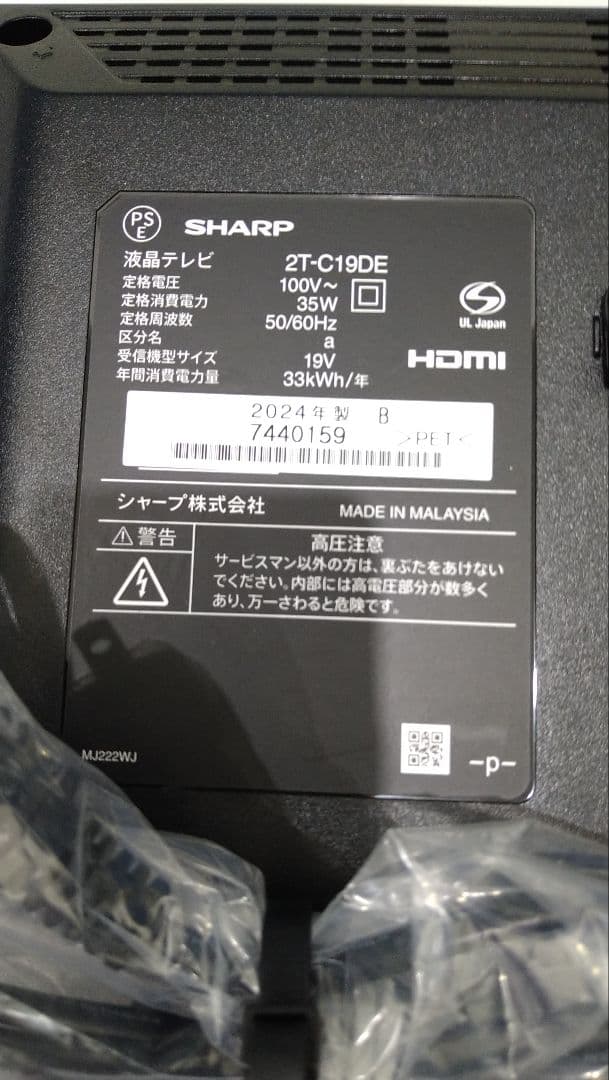 PS E SHARP
液晶テレビ 2T-C19DE
定格電圧 100V～
定格消費電力 35W
定格周波数 50/60Hz
区分名 a
受信機型サイズ 19V
年間消費電力量 33kWh/年
UL Japan
HDMI
2024年製 B
7440159 >PET<
シャープ株式会社 MADE IN MALAYSIA
警告 高圧注意
サービスマン以外の方は、裏ぶたをあけない
でください。内部には高電圧部分が数多く
あり、万一さわると危険です。
MJ222WJ
-p-